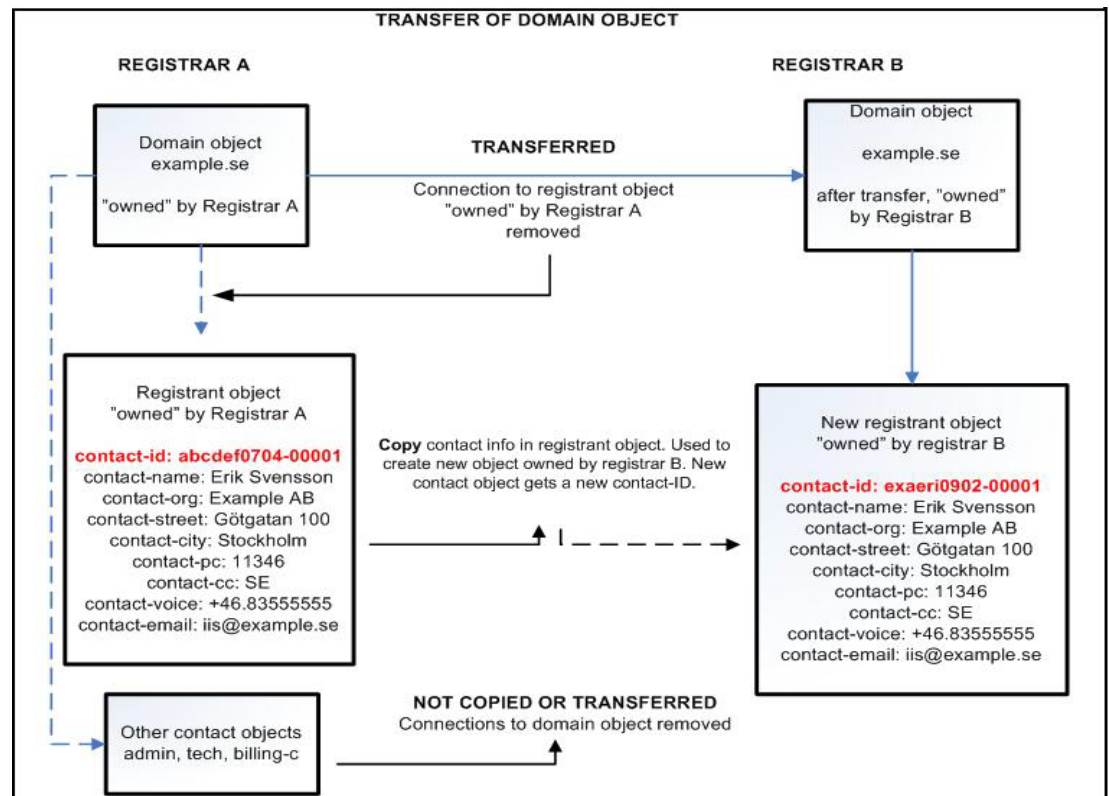 TRANSFER OF DOMAIN OBJECT
REGISTRAR A
REGISTRAR B
Domain object
example.se
"owned" by Registrar A
TRANSFERRED
Connection to registrant object
"owned" by Registrar A
removed
Domain object
example.se
after transfer, "owned"
by Registrar B
Registrant object
"owned" by Registrar A
contact-id: abcdef0704-00001
contact-name: Erik Svensson
contact-org: Example AB
contact-street: Götgatan 100
contact-city: Stockholm
contact-pc: 11346
contact-cc: SE
contact-voice: +46.83555555
contact-email: iis@example.se
Copy contact info in registrant object. Used to
create new object owned by registrar B. New
contact object gets a new contact-ID.
New registrant object
"owned" by registrar B
contact-id: exaeri0902-00001
contact-name: Erik Svensson
contact-org: Example AB
contact-street: Götgatan 100
contact-city: Stockholm
contact-pc: 11346
contact-cc: SE
contact-voice: +46.83555555
contact-email: iis@example.se
Other contact objects
admin, tech, billing-c
NOT COPIED OR TRANSFERRED
Connections to domain object removed